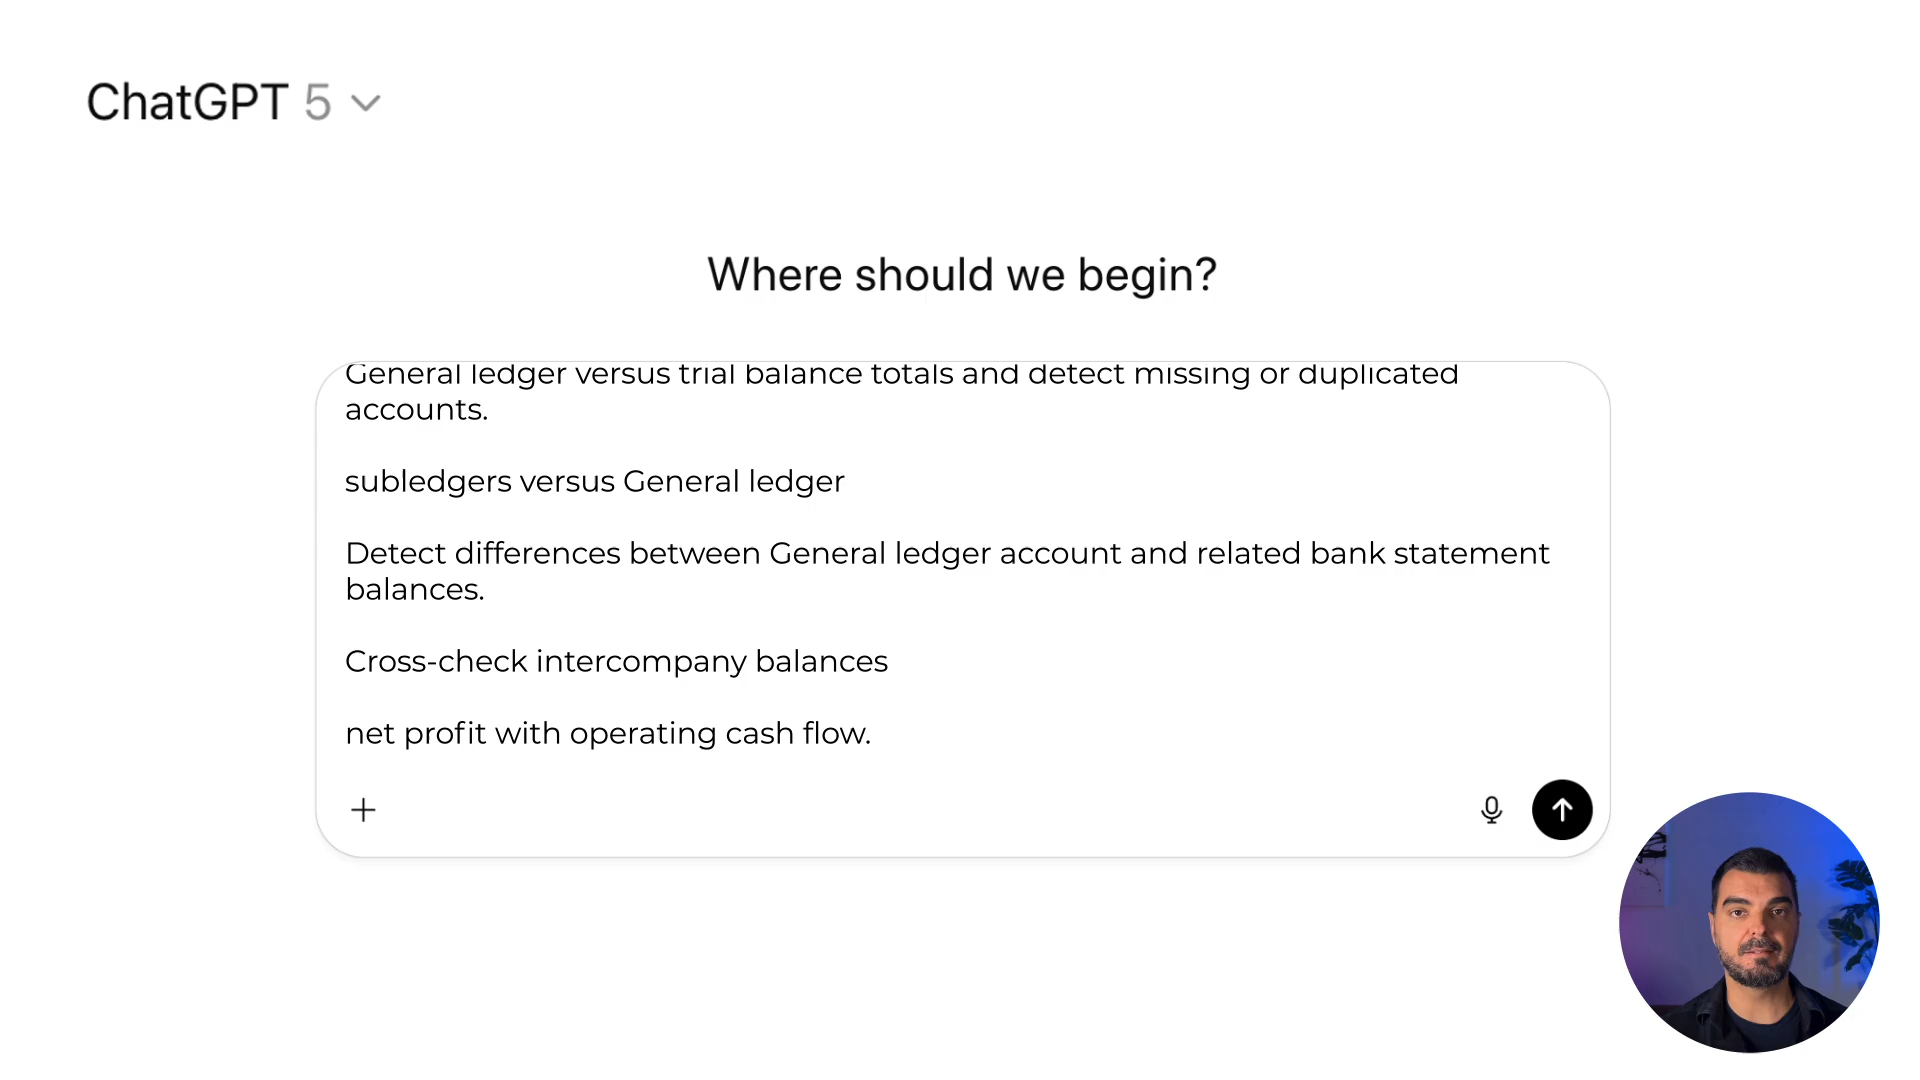 ChatGPT 5
Where should we begin?
General ledger versus trial balance totals and detect missing or duplicated
accounts.
subledgers versus General ledger
Detect differences between General ledger account and related bank statement
balances.
Cross-check intercompany balances
net profit with operating cash flow.